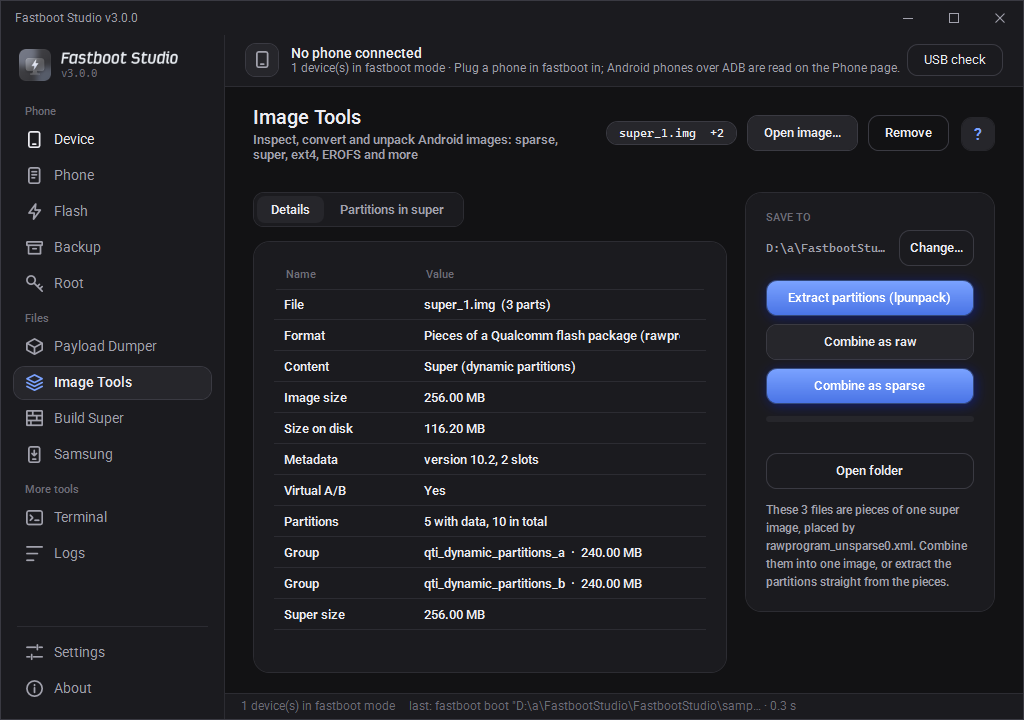 Fastboot Studio v3.0.0
Fastboot Studio
v3.0.0
Phone
Device
Phone
Flash
Backup
Root
Files
Payload Dumper
Image Tools
Build Super
Samsung
More tools
Terminal
Logs
Settings
About
No phone connected
1 device(s) in fastboot mode · Plug a phone in fastboot in; Android phones over ADB are read on the Phone page.
USB check
Image Tools
Inspect, convert and unpack Android images: sparse,
super, ext4, EROFS and more
super_1.img +2
Open image...
Remove
?
Details
Partitions in super
Name Value
File super_1.img (3 parts)
Format Pieces of a Qualcomm flash package (rawpr
Content Super (dynamic partitions)
Image size 256.00 MB
Size on disk 116.20 MB
Metadata version 10.2, 2 slots
Virtual A/B Yes
Partitions 5 with data, 10 in total
Group qti_dynamic_partitions_a · 240.00 MB
Group qti_dynamic_partitions_b · 240.00 MB
Super size 256.00 MB
SAVE TO
D:\a\FastbootStu...
Change...
Extract partitions (lpunpack)
Combine as raw
Combine as sparse
Open folder
These 3 files are pieces of one super
image, placed by
rawprogram_unsparse0.xml. Combine
them into one image, or extract the
partitions straight from the pieces.
1 device(s) in fastboot mode last: fastboot boot "D:\a\FastbootStudio\FastbootStudio\samp... · 0.3 s